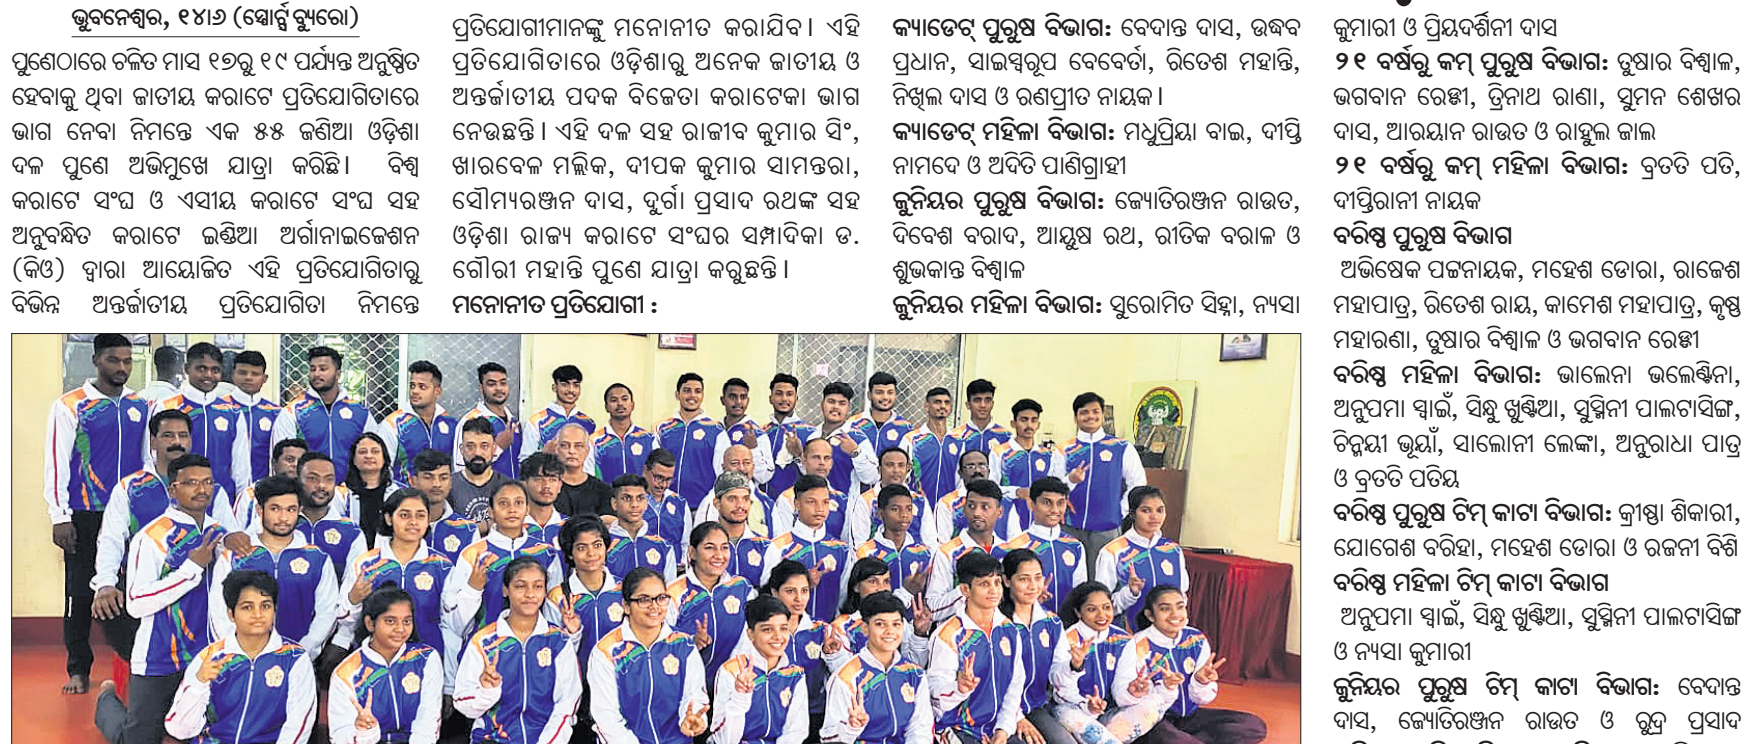 ଭୁବନେଶ୍ୱର, ୧୪।୬ (ସ୍ପୋର୍ଟ୍ସ ବ୍ୟୁରୋ)
ପୁଣେଠାରେ ଚଳିତ ମାସ ୧୭ରୁ ୧୯ ପର୍ଯ୍ୟନ୍ତ ଅନୁଷ୍ଠିତ
ହେବାକୁ ଥିବା ଜାତୀୟ କରାଟେ ପ୍ରତିଯୋଗିତାରେ
ଭାଗ ନେବା ନିମନ୍ତେ ଏକ ୫୫ ଜଣିଆ ଓଡ଼ିଶା
ଦଳ ପୁଣେ ଅଭିମୁଖେ ଯାତ୍ରା କରିଛି। ବିଶ୍ୱ
କରାଟେ ସଂଘ ଓ ଏସୀୟ କରାଟେ ସଂଘ ସହ
ଅନୁବନ୍ଧିତ କରାଟେ ଇଣ୍ଡିଆ ଅର୍ଗାନାଇଜେଶନ
(କିଓ) ଦ୍ୱାରା ଆୟୋଜିତ ଏହି ପ୍ରତିଯୋଗିତାରୁ
ବିଭିନ୍ନ ଅନ୍ତର୍ଜାତୀୟ ପ୍ରତିଯୋଗିତା ନିମନ୍ତେ
ପ୍ରତିଯୋଗୀମାନଙ୍କୁ ମନୋନୀତ କରାଯିବ। ଏହି
ପ୍ରତିଯୋଗିତାରେ ଓଡ଼ିଶାରୁ ଅନେକ ଜାତୀୟ ଓ
ଅନ୍ତର୍ଜାତୀୟ ପଦକ ବିଜେତା କରାଟେକା ଭାଗ
ନେଉଛନ୍ତି। ଏହି ଦଳ ସହ ରାଜୀବ କୁମାର ସିଂ,
ଖାରବେଳ ମଲ୍ଲିକ, ଦୀପକ କୁମାର ସାମନ୍ତରା,
ସୌମ୍ୟରଞ୍ଜନ ଦାସ, ଦୁର୍ଗା ପ୍ରସାଦ ରଥଙ୍କ ସହ
ଓଡ଼ିଶା ରାଜ୍ୟ କରାଟେ ସଂଘର ସମ୍ପାଦିକା ଡ.
ଗୌରୀ ମହାନ୍ତି ପୁଣେ ଯାତ୍ରା କରୁଛନ୍ତି।
ମନୋନୀତ ପ୍ରତିଯୋଗୀ :
କ୍ୟାଡେଟ୍ ପୁରୁଷ ବିଭାଗ: ବେଦାନ୍ତ ଦାସ, ଉଦ୍ଧବ
ପ୍ରଧାନ, ସାଇସ୍ୱରୂପ ବେବେର୍ତା, ରିତେଶ ମହାନ୍ତି,
ନିଖିଲ ଦାସ ଓ ରଣପ୍ରୀତ ନାୟକ।
କ୍ୟାଡେଟ୍ ମହିଳା ବିଭାଗ: ମଧୁପ୍ରିୟା ବାଇ, ଦୀପ୍ତି
ନାମଦେ ଓ ଅଦିତି ପାଣିଗ୍ରାହୀ
ଜୁନିୟର ପୁରୁଷ ବିଭାଗ: ଜ୍ୟୋତିରଞ୍ଜନ ରାଉତ,
ଦିବେଶ ବରାଦ, ଆୟୁଷ ରଥ, ରୀତିକ ବରାଳ ଓ
ଶୁଭକାନ୍ତ ବିଶ୍ୱାଳ
ଜୁନିୟର ମହିଳା ବିଭାଗ: ସୁରୋମିତ ସିହ୍ନା, ନ୍ୟସା
କୁମାରୀ ଓ ପ୍ରିୟଦର୍ଶିନୀ ଦାସ
୨୧ ବର୍ଷରୁ କମ୍ ପୁରୁଷ ବିଭାଗ: ତୁଷାର ବିଶ୍ୱାଳ,
ଭଗବାନ ରେଡ୍ଡୀ, ତ୍ରିନାଥ ରାଣା, ସୁମନ ଶେଖର
ଦାସ, ଆରୟାନ ରାଉତ ଓ ରାହୁଲ ଜାଲ
୨୧ ବର୍ଷରୁ କମ୍ ମହିଳା ବିଭାଗ: ବ୍ରତତି ପତି,
ଦୀପ୍ତିରାନୀ ନାୟକ
ବରିଷ୍ଠ ପୁରୁଷ ବିଭାଗ
ଅଭିଷେକ ପଟ୍ଟନାୟକ, ମହେଶ ଡୋରା, ରାଜେଶ
ମହାପାତ୍ର, ରିତେଶ ରାୟ, କାମେଶ ମହାପାତ୍ର, କୃଷ୍ଣ
ମହାରଣା, ତୁଷାର ବିଶ୍ୱାଳ ଓ ଭଗବାନ ରେଡ୍ଡୀ
ବରିଷ୍ଠ ମହିଳା ବିଭାଗ: ଭାଲେନା ଭଲେଣ୍ଟିନା,
ଅନୁପମା ସ୍ୱାଇଁ, ସିନ୍ଧୁ ଖୁଣ୍ଟିଆ, ସୁସ୍ମିନୀ ପାଲଟାସିଙ୍ଗ,
ଚିନ୍ମୟୀ ଭୂୟାଁ, ସାଲୋନୀ ଲେଙ୍କା, ଅନୁରାଧା ପାତ୍ର
ଓ ବ୍ରତତି ପତିୟ
ବରିଷ୍ଠ ପୁରୁଷ ଟିମ୍ କାଟା ବିଭାଗ: କ୍ରୀଷ୍ଣା ଶିକାରୀ,
ଯୋଗେଶ ବରିହା, ମହେଶ ଡୋରା ଓ ରଜନୀ ବିଶି
ବରିଷ୍ଠ ମହିଳା ଟିମ୍ କାଟା ବିଭାଗ
ଅନୁପମା ସ୍ୱାଇଁ, ସିନ୍ଧୁ ଖୁଣ୍ଟିଆ, ସୁସ୍ମିନୀ ପାଲଟାସିଙ୍ଗ
ଓ ନ୍ୟସା କୁମାରୀ
ଜୁନିୟର ପୁରୁଷ ଟିମ୍ କାଟା ବିଭାଗ: ବେଦାନ୍ତ
ଦାସ, ଜ୍ୟୋତିରଞ୍ଜନ ରାଉତ ଓ ରୁଦ୍ର ପ୍ରସାଦ